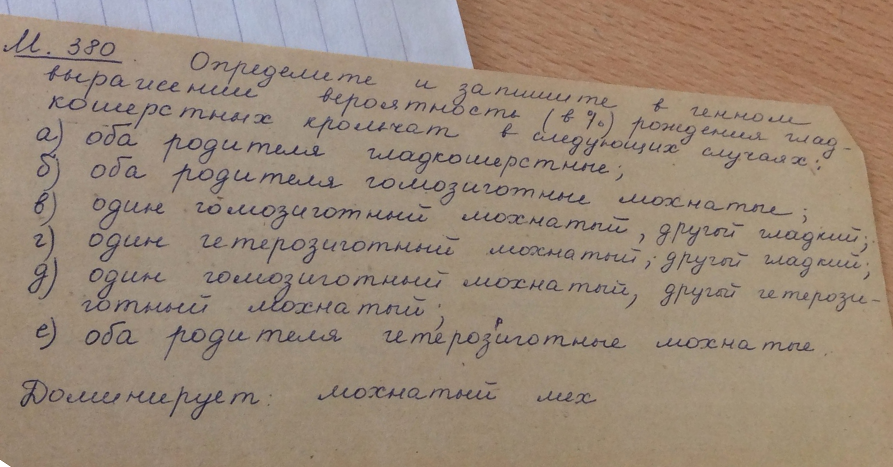 М. 380. Определите и запишите в генном
выражении вероятность (в %) рождения глад-
кошерстных крольчат в следующих случаях:
а) оба родителя гладкошерстные;
б) оба родителя гомозиготные мохнатые;
в) один гомозиготный мохнатый, другой гладкий;
г) один гетерозиготный мохнатый; другой гладкий;
д) один гомозиготный мохнатый, другой гетерози-
готный мохнатый;
е) оба родителя гетерозиготные мохнатые.
Доминирует: мохнатый мех